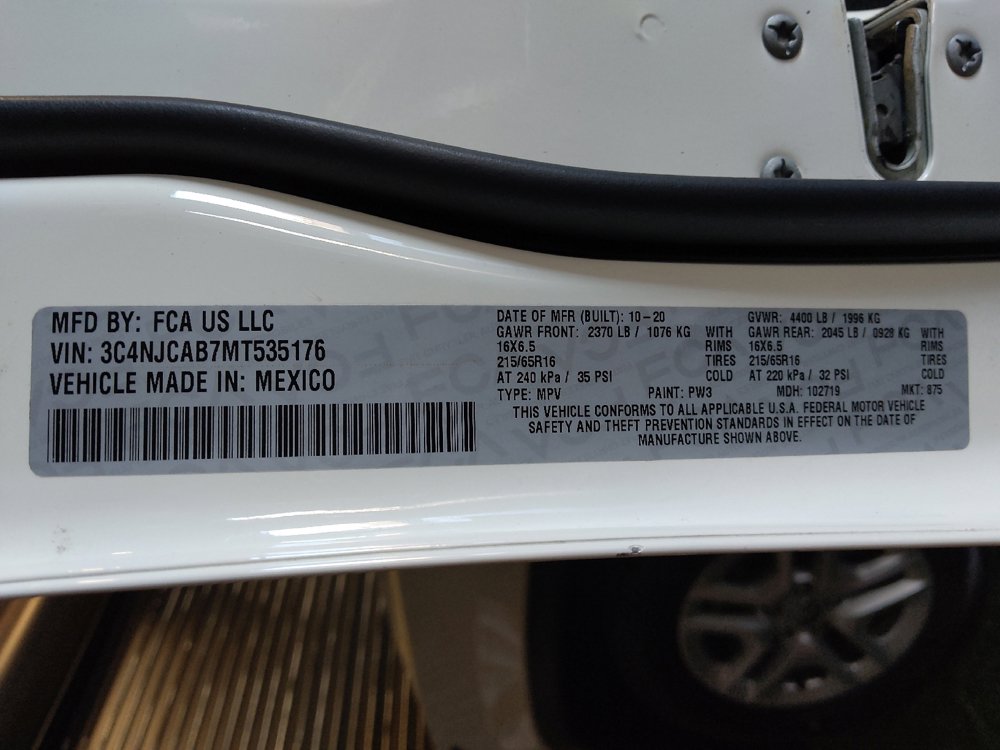 MFD BY: FCA US LLC
VIN: 3C4NJCAB7MT535176
VEHICLE MADE IN: MEXICO
DATE OF MFR (BUILT): 10-20 GVWR: 4400 LB / 1996 KG
GAWR FRONT: 2370 LB / 1076 KG WITH GAWR REAR: 2045 LB / 0928 KG WITH
16X6.5 RIMS 16X6.5 RIMS
215/65R16 TIRES 215/65R16 TIRES
AT 240 kPa / 35 PSI COLD AT 220 kPa / 32 PSI COLD
TYPE: MPV PAINT: PW3 MDH: 102719 MKT: 875
THIS VEHICLE CONFORMS TO ALL APPLICABLE U.S.A. FEDERAL MOTOR VEHICLE
SAFETY AND THEFT PREVENTION STANDARDS IN EFFECT ON THE DATE OF
MANUFACTURE SHOWN ABOVE.